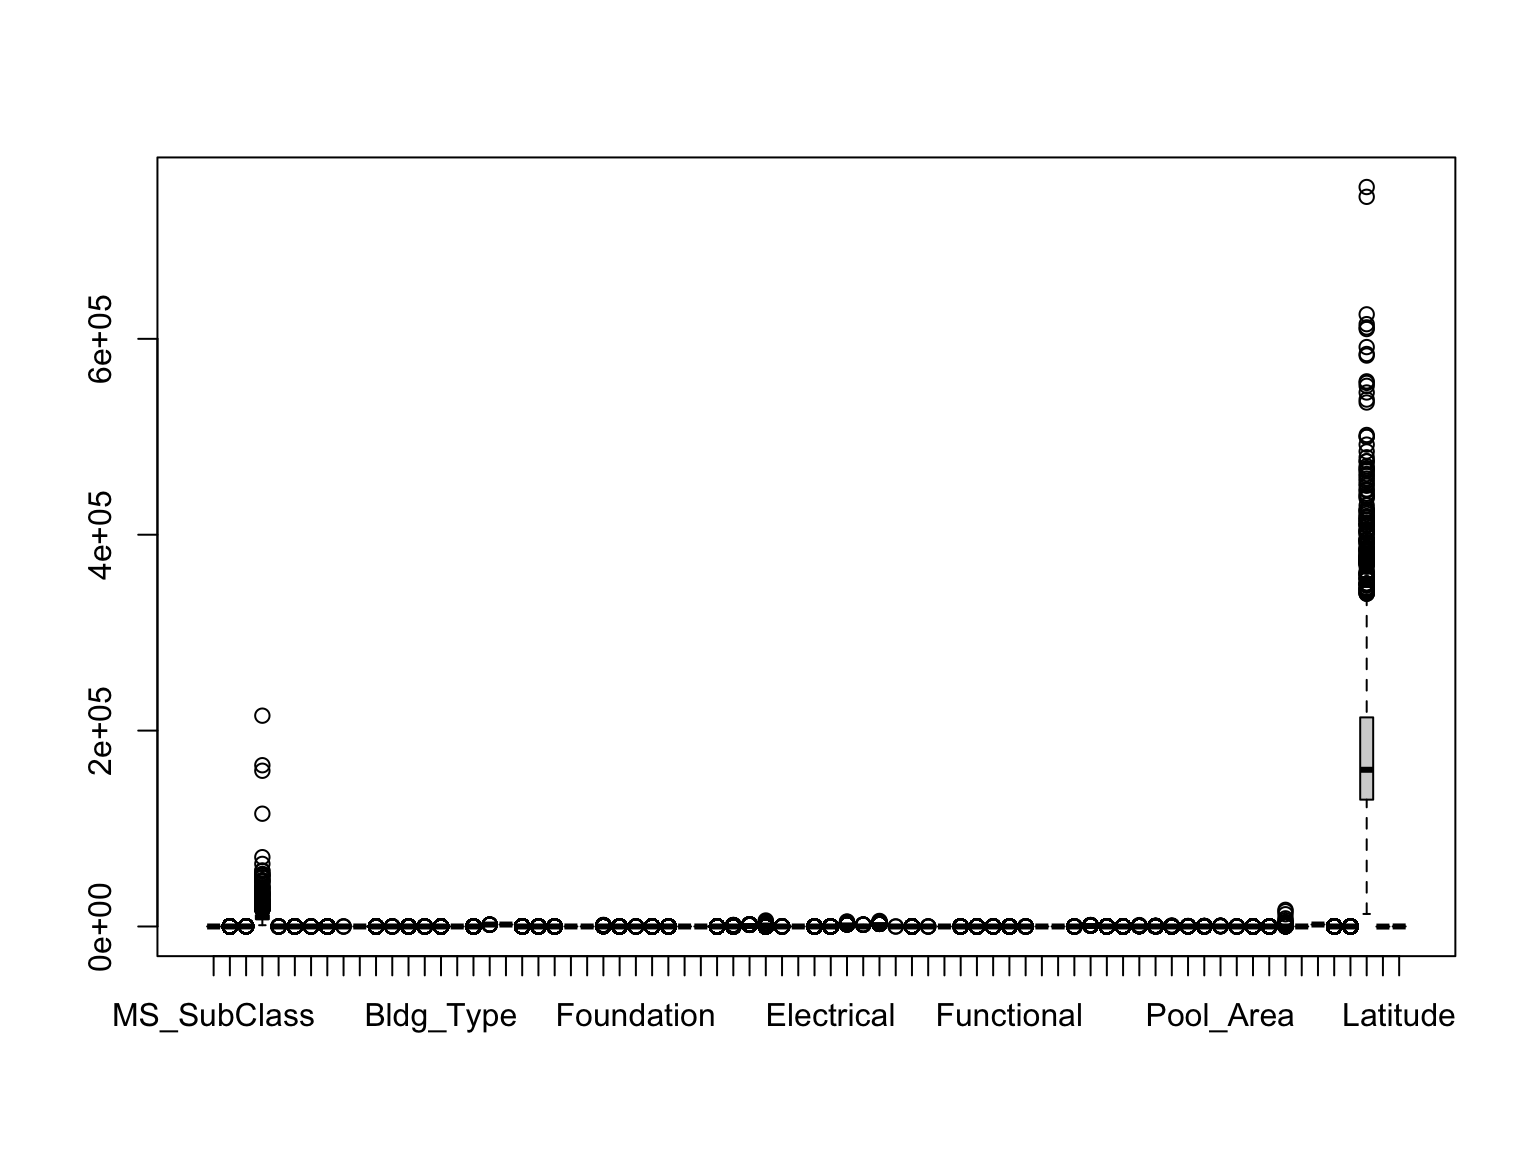 6e+05
4e+05
2e+05
0e+00
MS_SubClass Bldg_Type Foundation Electrical Functional Pool_Area Latitude